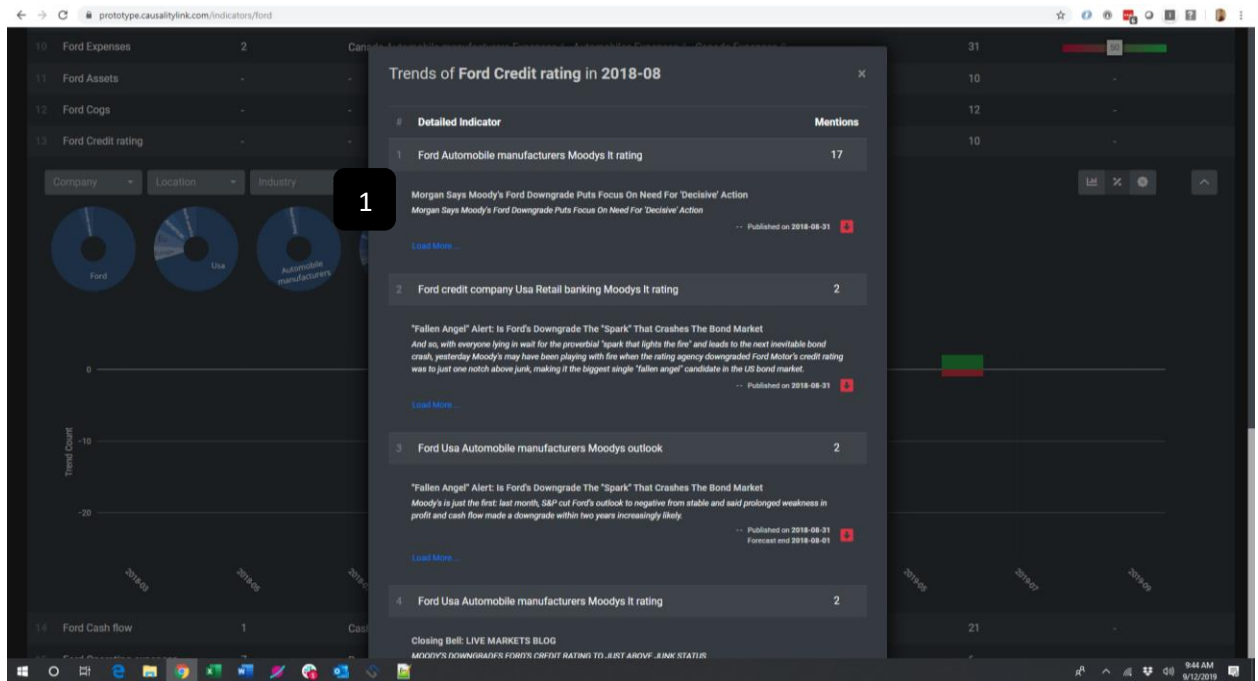 prototype.causalitylink.com/indicators/ford
10 Ford Expenses 2 31 50
11 Ford Assets - - 10 -
12 Ford Cogs - - 12 -
13 Ford Credit rating - - 10 -
Company Location Industry
Ford
Usa
Automobile manufacturers
1
Trends of Ford Credit rating in 2018-08 ×
# Detailed Indicator Mentions
1 Ford Automobile manufacturers Moodys lt rating 17
Morgan Says Moody's Ford Downgrade Puts Focus On Need For 'Decisive' Action
Morgan Says Moody's Ford Downgrade Puts Focus On Need For 'Decisive' Action
-- Published on 2018-08-31
Load More ...
2 Ford credit company Usa Retail banking Moodys lt rating 2
"Fallen Angel" Alert: Is Ford's Downgrade The "Spark" That Crashes The Bond Market
And so, with everyone lying in wait for the proverbial "spark that lights the fire" and leads to the next inevitable bond
crash, yesterday Moody's may have been playing with fire when the rating agency downgraded Ford Motor's credit rating
was to just one notch above junk, making it the biggest single "fallen angel" candidate in the US bond market.
-- Published on 2018-08-31
Load More ...
3 Ford Usa Automobile manufacturers Moodys outlook 2
"Fallen Angel" Alert: Is Ford's Downgrade The "Spark" That Crashes The Bond Market
Moody's is just the first: last month, S&P cut Ford's outlook to negative from stable and said prolonged weakness in
profit and cash flow made a downgrade within two years increasingly likely.
-- Published on 2018-08-31
Forecast end 2018-08-01
Load More ...
4 Ford Usa Automobile manufacturers Moodys lt rating 2
Closing Bell: LIVE MARKETS BLOG
MOODY'S DOWNGRADES FORD'S CREDIT RATING TO JUST ABOVE JUNK STATUS
0
-10
-20
Trend Count
2018-03 2018-05 2019-05 2019-07 2019-09
14 Ford Cash flow 1 21 -
9:44 AM
9/12/2019